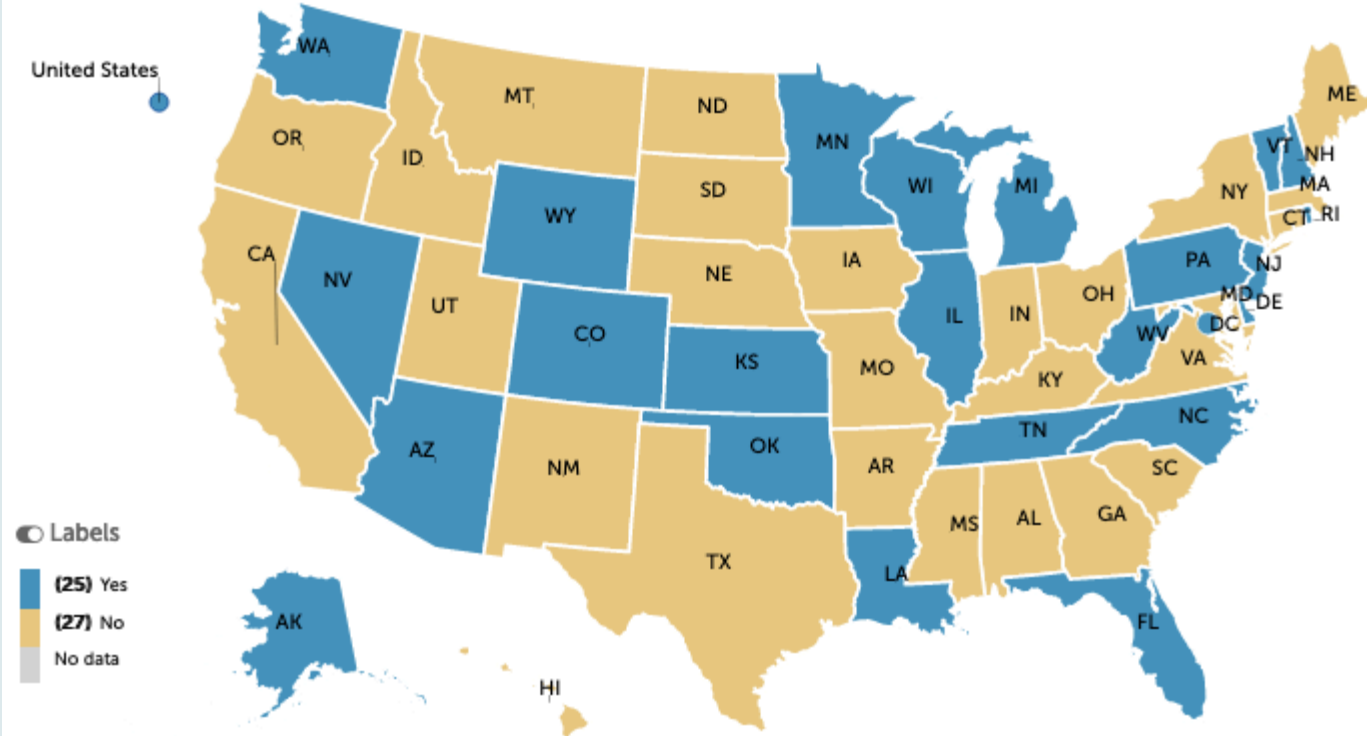 WA
United States
MT
ND
ME
OR
MN
VT
ID
NH
WI
MI
MA
SD
NY
WY
CT
RI
CA
IA
PA
NJ
NV
NE
MD
DE
UT
OH
IL
IN
DC
CO
WV
KS
VA
MO
KY
NC
TN
AZ
OK
NM
AR
SC
MS
AL
GA
Labels
TX
LA
(25) Yes
AK
(27) No
FL
No data
HI